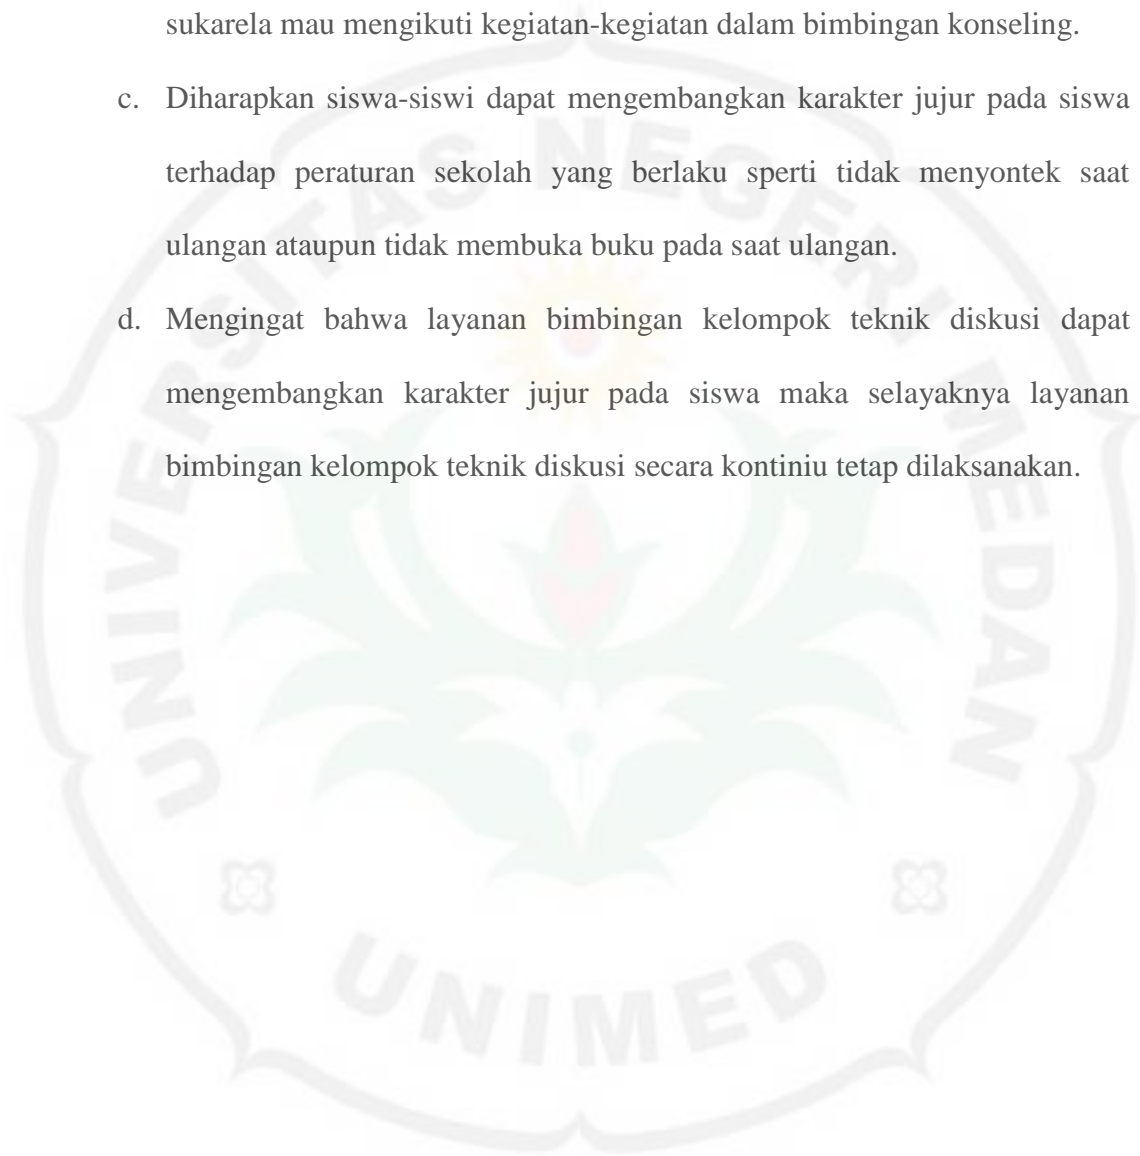 sukarela mau mengikuti kegiatan-kegiatan dalam bimbingan konseling.
c. Diharapkan siswa-siswi dapat mengembangkan karakter jujur pada siswa
terhadap peraturan sekolah yang berlaku sperti tidak menyontek saat
ulangan ataupun tidak membuka buku pada saat ulangan.
d. Mengingat bahwa layanan bimbingan kelompok teknik diskusi dapat
mengembangkan karakter jujur pada siswa maka selayaknya layanan
bimbingan kelompok teknik diskusi secara kontiniu tetap dilaksanakan.
UNIVERSITAS NEGERI MEDAN
UNIMED